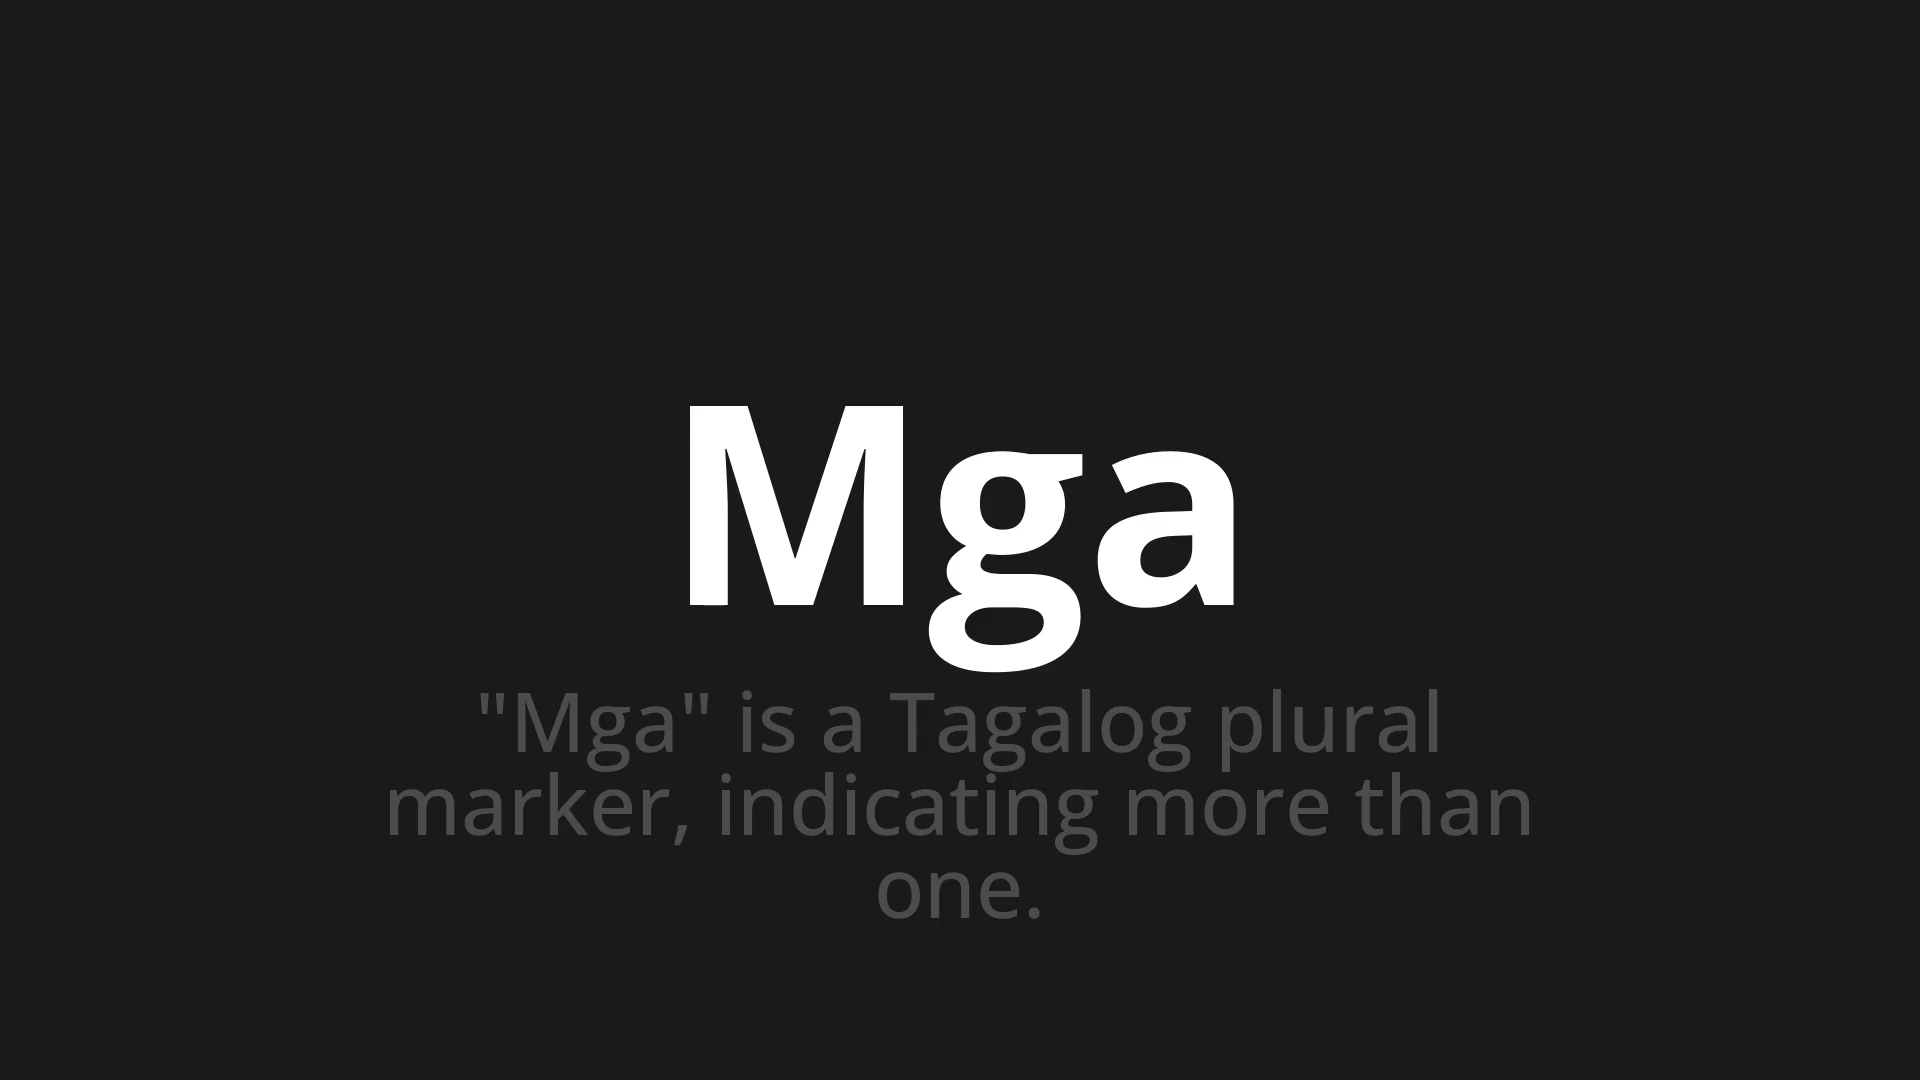 Mga
"Mga" is a Tagalog plural
marker, indicating more than
one.